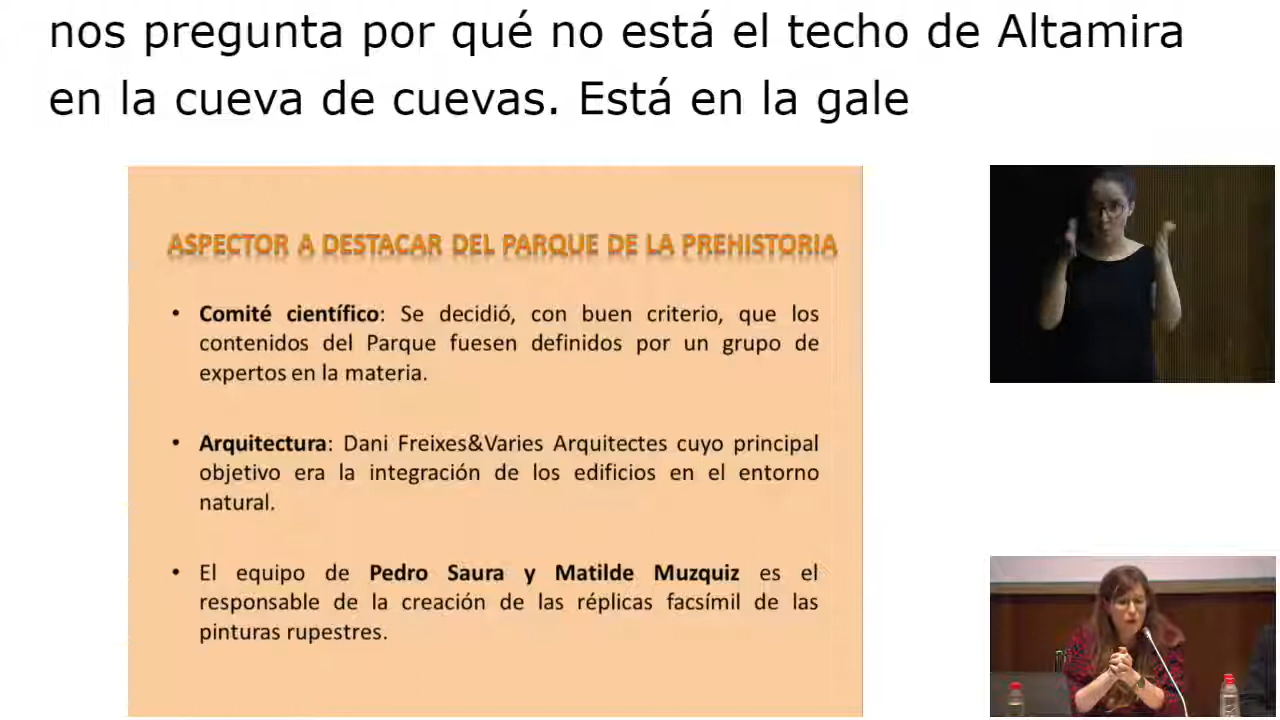 nos pregunta por qué no está el techo de Altamira
en la cueva de cuevas. Está en la gale
ASPECTOR A DESTACAR DEL PARQUE DE LA PREHISTORIA
• Comité científico: Se decidió, con buen criterio, que los
contenidos del Parque fuesen definidos por un grupo de
expertos en la materia.
• Arquitectura: Dani Freixes&Varies Arquitectes cuyo principal
objetivo era la integración de los edificios en el entorno
natural.
• El equipo de Pedro Saura y Matilde Muzquiz es el
responsable de la creación de las réplicas facsímil de las
pinturas rupestres.